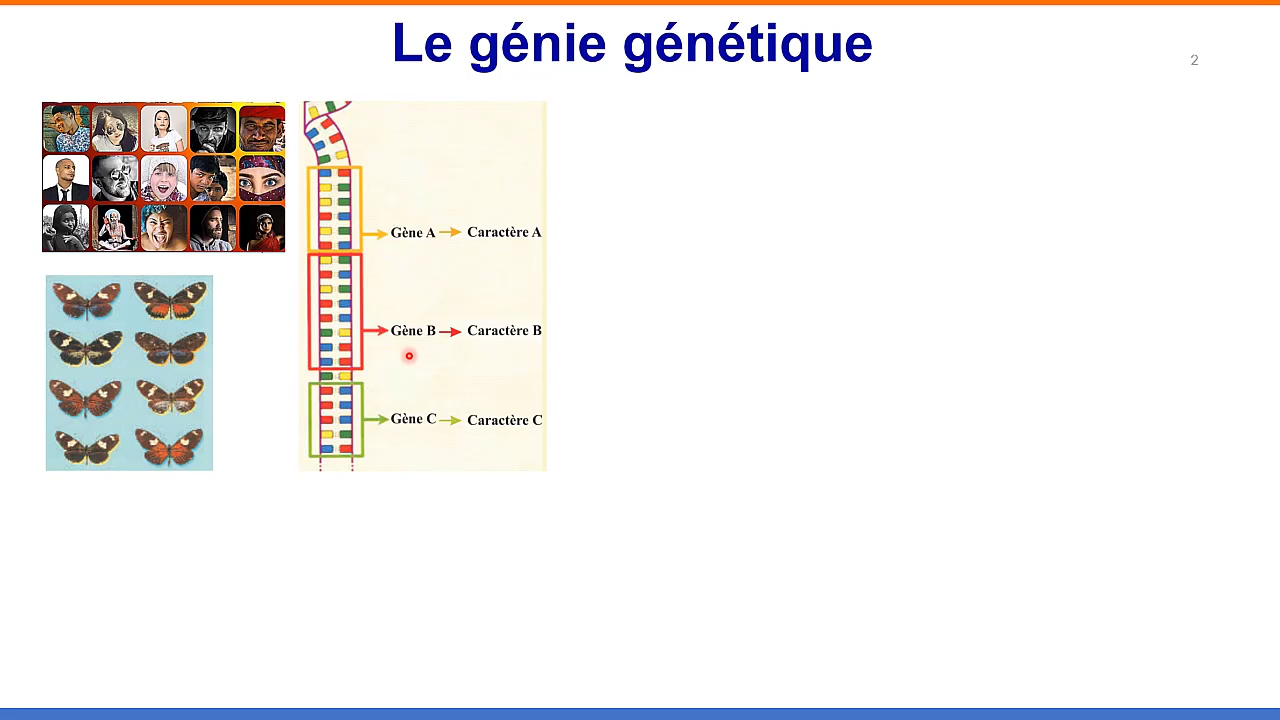 Le génie génétique
2
Gène A Caractère A
Gène B Caractère B
Gène C Caractère C